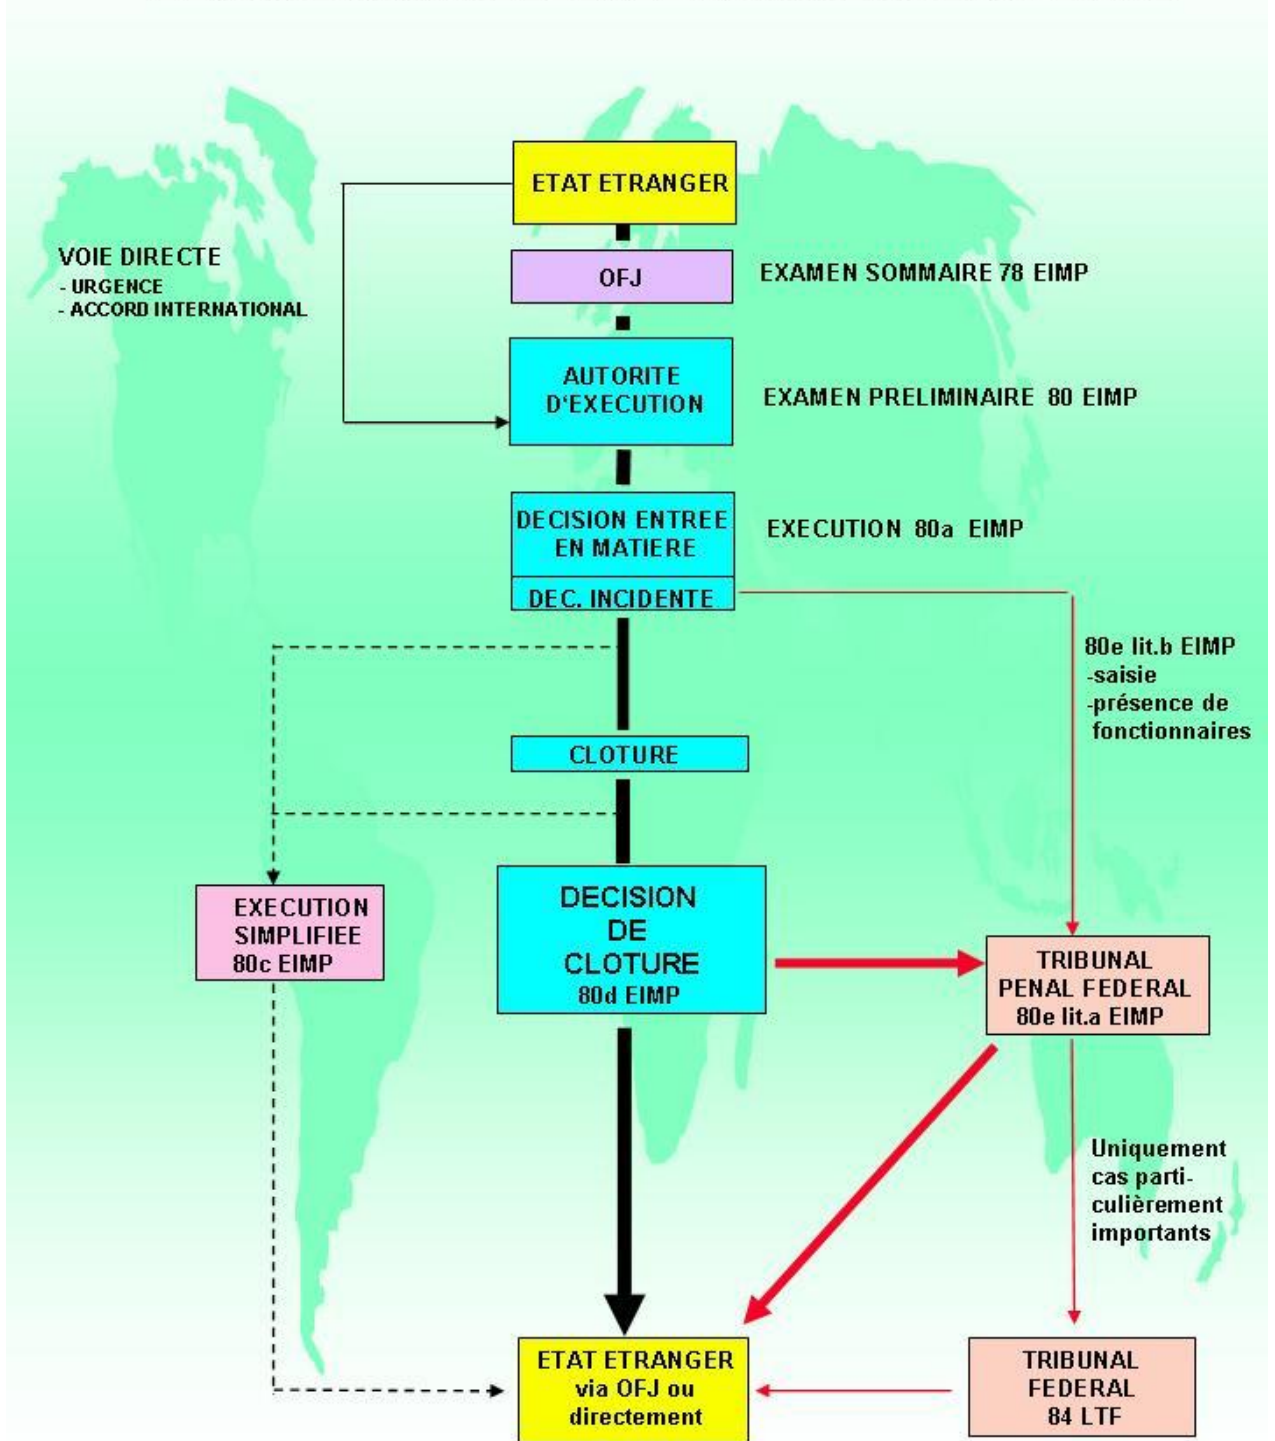 ETAT ETRANGER
VOIE DIRECTE
- URGENCE
- ACCORD INTERNATIONAL
OFJ
EXAMEN SOMMAIRE 78 EIMP
AUTORITE
D'EXECUTION
EXAMEN PRELIMINAIRE 80 EIMP
DECISION ENTREE
EN MATIERE
EXECUTION 80a EIMP
DEC. INCIDENTE
80e lit.b EIMP
-saisie
-présence de
fonctionnaires
CLOTURE
EXECUTION
SIMPLIFIEE
80c EIMP
DECISION
DE
CLOTURE
80d EIMP
TRIBUNAL
PENAL FEDERAL
80e lit.a EIMP
Uniquement
cas parti-
culièrement
importants
ETAT ETRANGER
via OFJ ou
directement
TRIBUNAL
FEDERAL
84 LTF